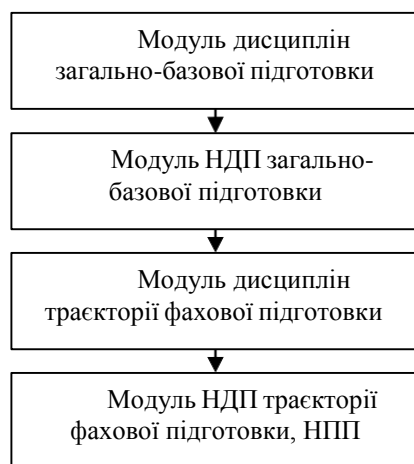 Модуль дисциплін
загально-базової підготовки
Модуль НДП загально-
базової підготовки
Модуль дисциплін
траєкторії фахової підготовки
Модуль НДП траєкторії
фахової підготовки, НПП